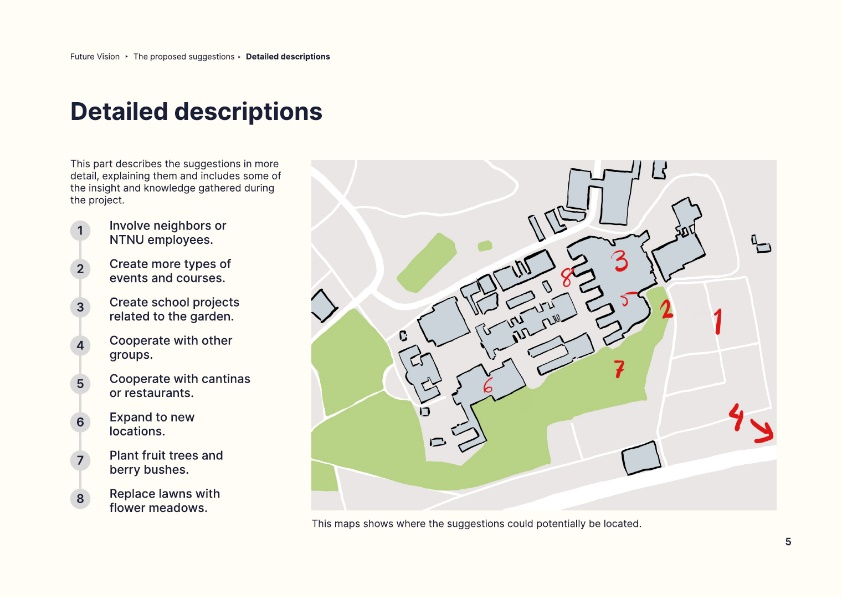 Future Vision • The proposed suggestions • Detailed descriptions
Detailed descriptions
This part describes the suggestions in more
detail, explaining them and includes some of
the insight and knowledge gathered during
the project.
1 Involve neighbors or
NTNU employees.
2 Create more types of
events and courses.
3 Create school projects
related to the garden.
4 Cooperate with other
groups.
5 Cooperate with cantinas
or restaurants.
6 Expand to new
locations.
7 Plant fruit trees and
berry bushes.
8 Replace lawns with
flower meadows.
3
8
5
2
1
7
6
4
This maps shows where the suggestions could potentially be located.
5